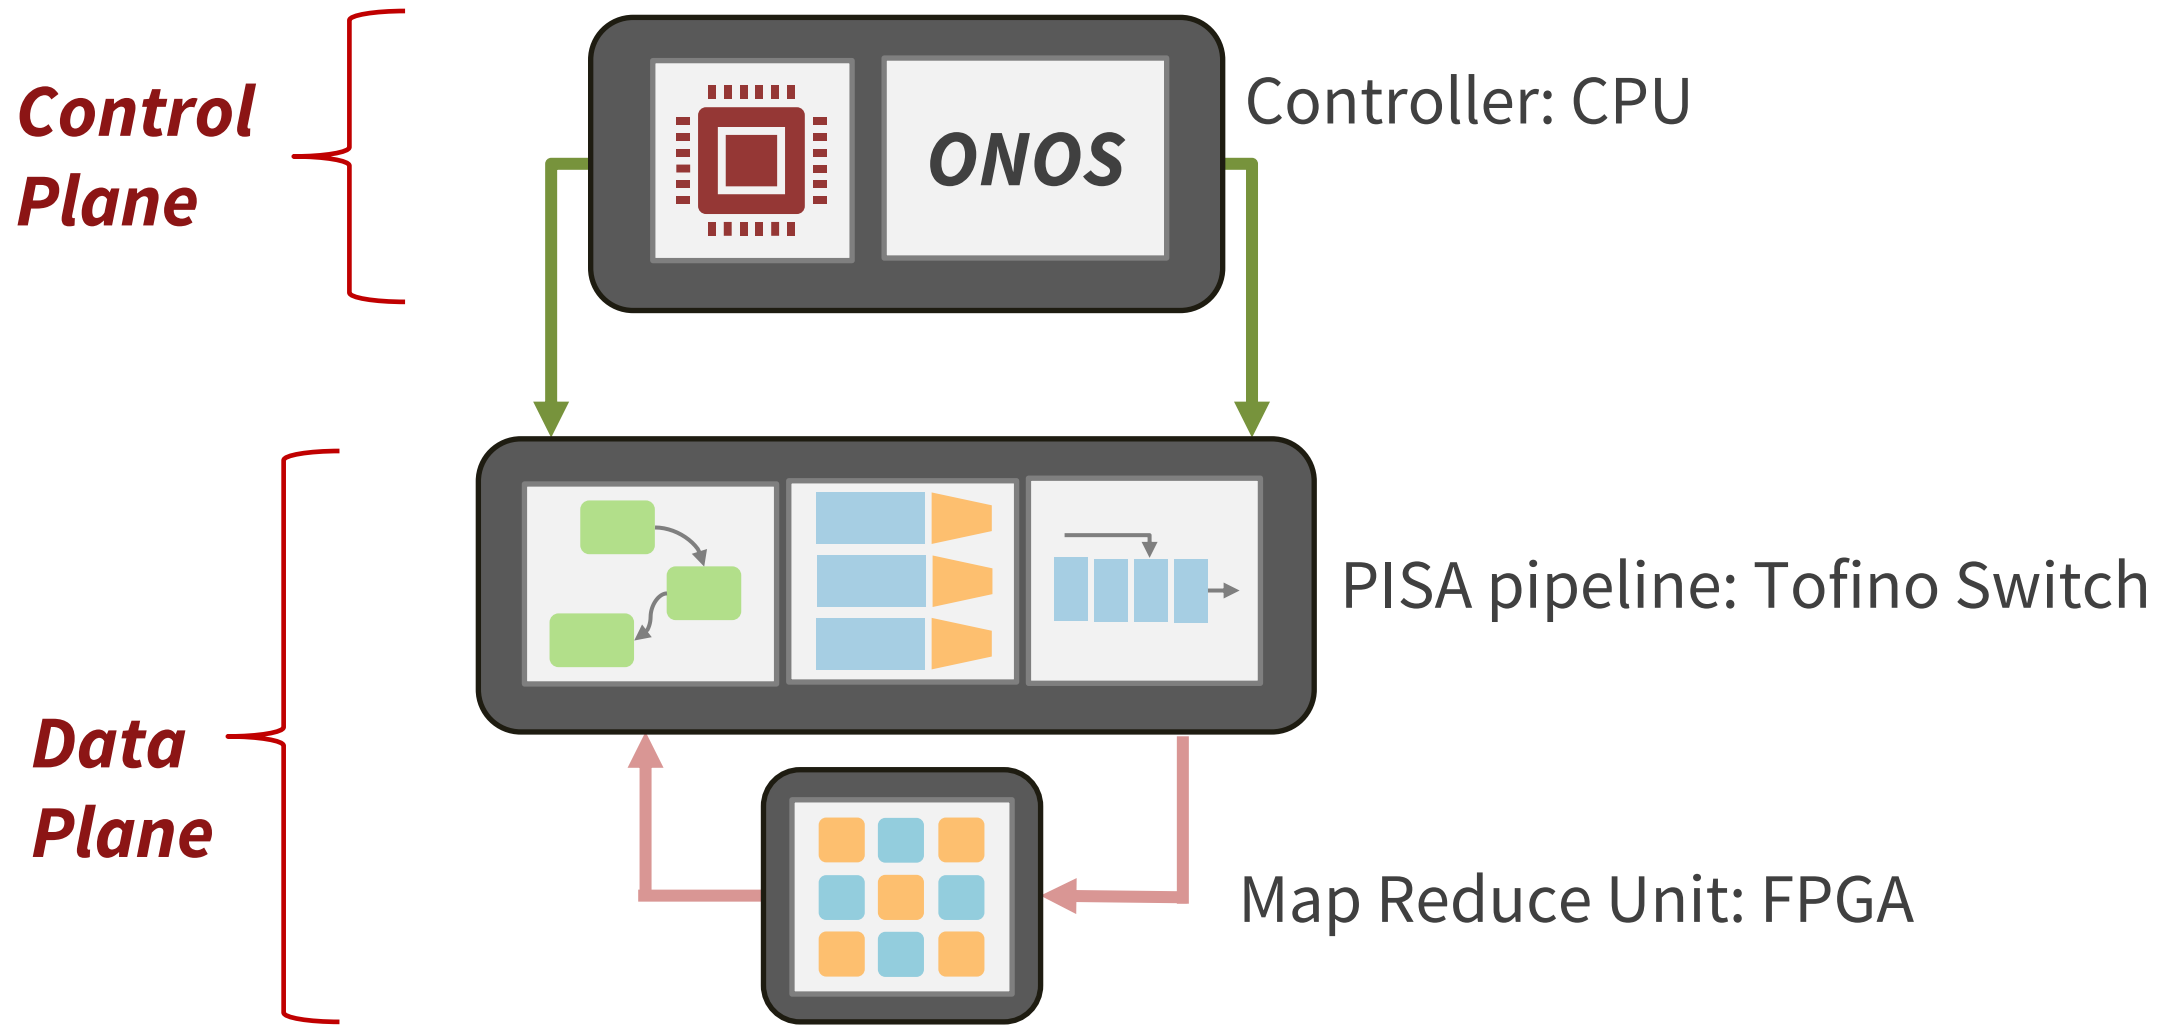 Control
Plane
ONOS
Controller: CPU
PISA pipeline: Tofino Switch
Data
Plane
Map Reduce Unit: FPGA